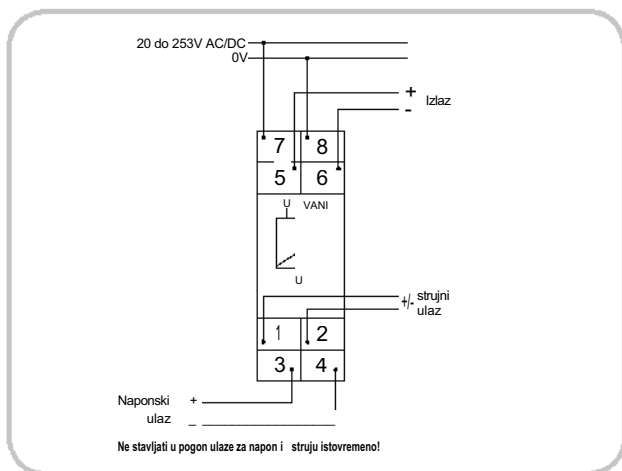 20 do 253V AC/DC
0V
+
- Izlaz
7 8
5 6
U VANI
U
+/- strujni
ulaz
1 2
3 4
Naponski +
ulaz _
Ne stavljati u pogon ulaze za napon i struju istovremeno!